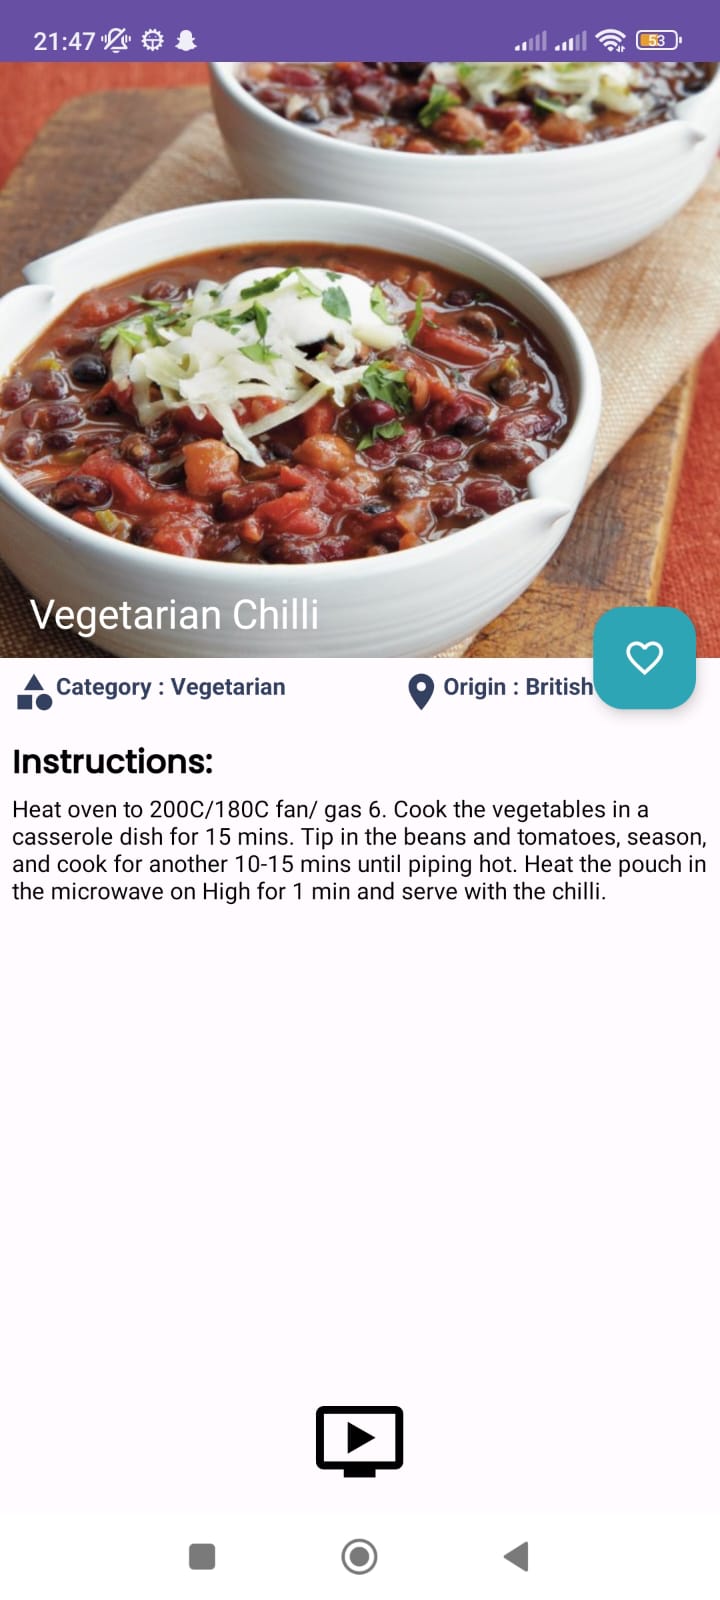 21:47
53
Vegetarian Chilli
Category : Vegetarian
Origin : British
Instructions:
Heat oven to 200C/180C fan/ gas 6. Cook the vegetables in a
casserole dish for 15 mins. Tip in the beans and tomatoes, season,
and cook for another 10-15 mins until piping hot. Heat the pouch in
the microwave on High for 1 min and serve with the chilli.